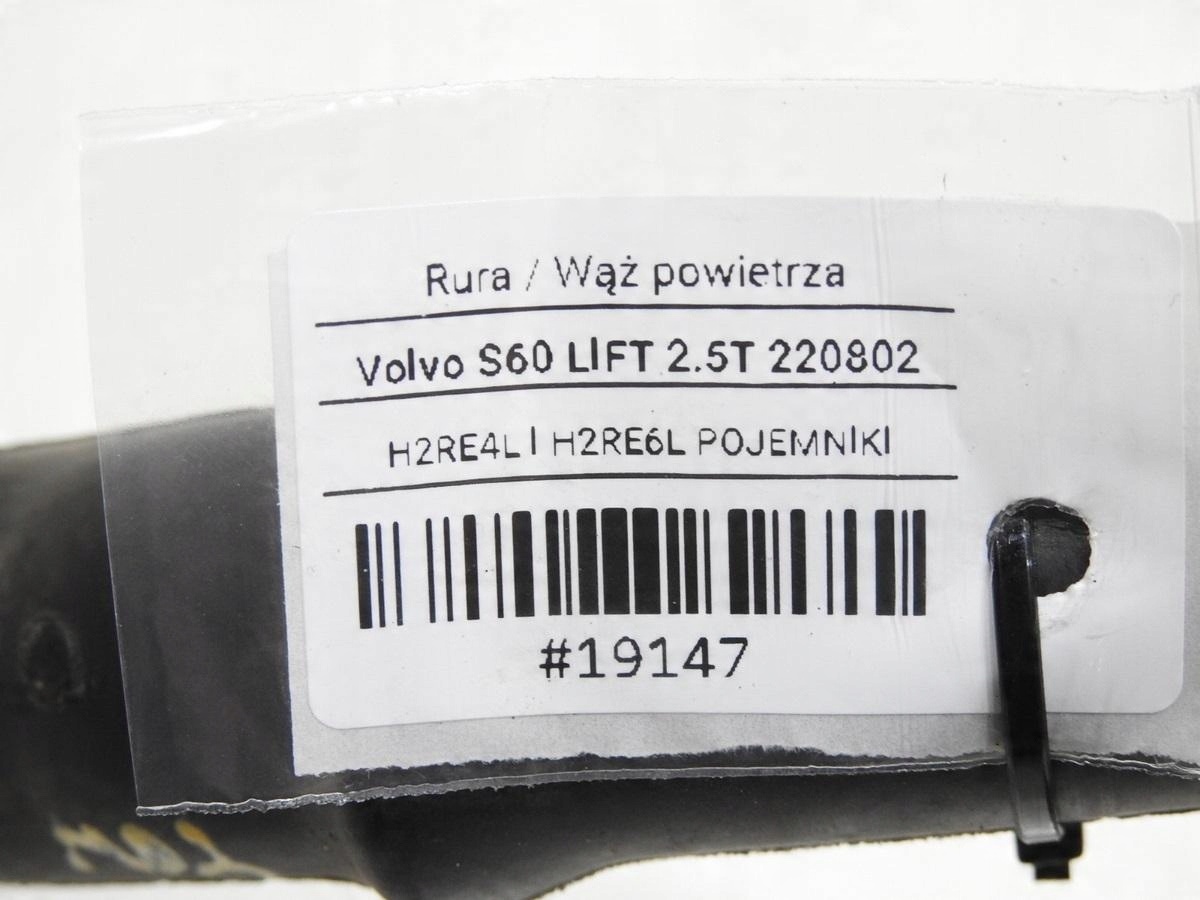 Rura / Wąż powietrza
Volvo S60 LIFT 2.5T 220802
H2RE4L | H2RE6L POJEMNIKI
#19147